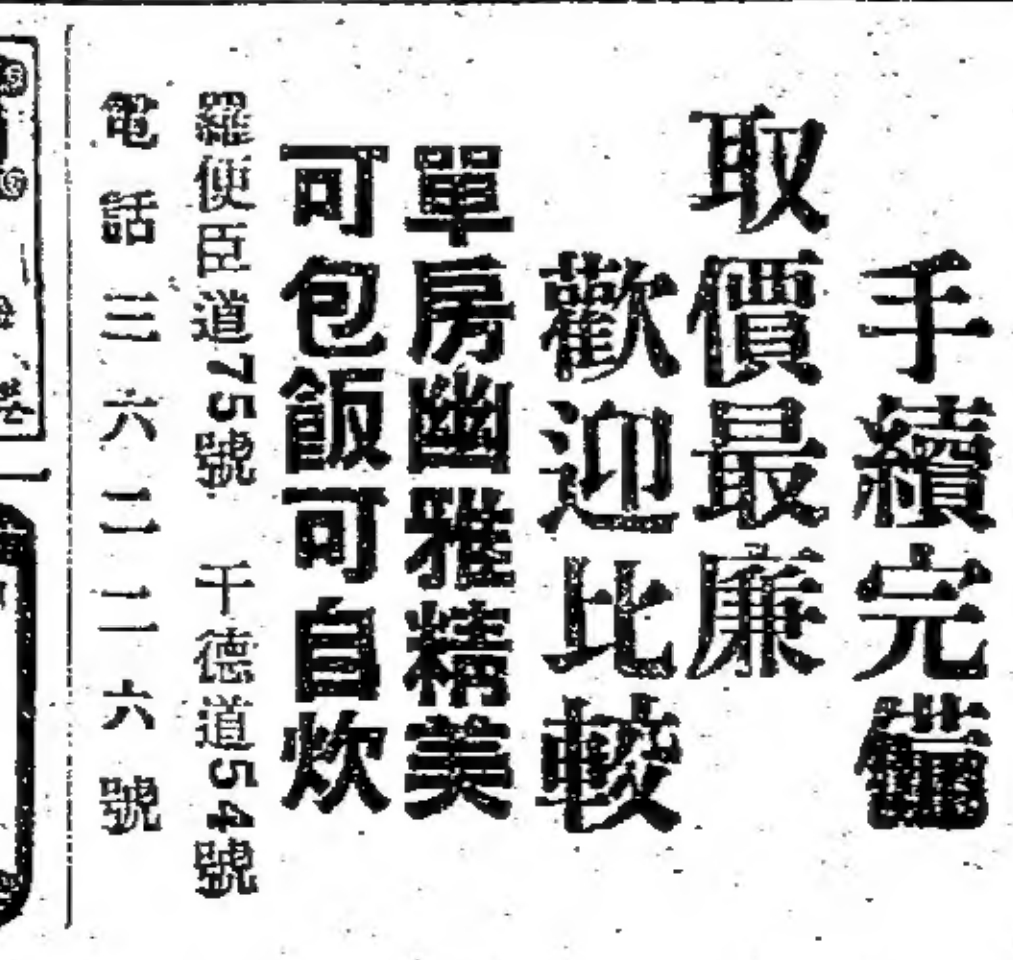 手續完備
取價最廉
歡迎比較
單房幽雅精美
可包飯可自炊
羅便臣道75號 干德道54號
電話三六二二六號